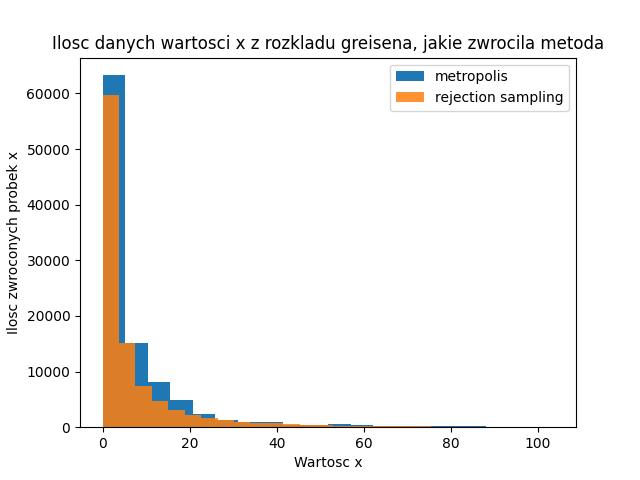 Ilosc danych wartosci x z rozkladu greisena, jakie zwrocila metoda
metropolis
rejection sampling
Ilosc zwroconych probek x
60000
50000
40000
30000
20000
10000
0
0 20 40 60 80 100
Wartosc x